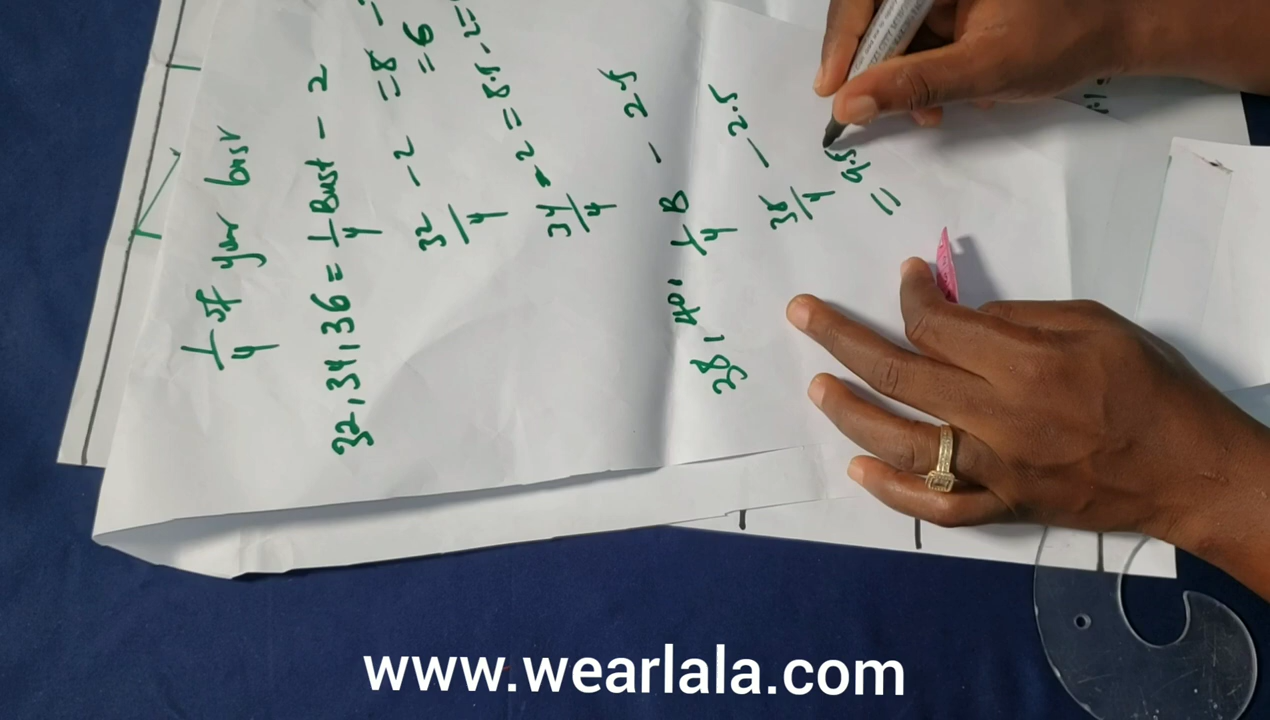 1/4 of your bust
32, 34, 36 = 1/4 Bust - 2
32/4 - 2 = 8 -
= 6
34/4 - 2 = 8.5 - 2 =
38, 40, 1/4 B - 2.5
38/4 - 2.5
= 9.5
www.wearlala.com